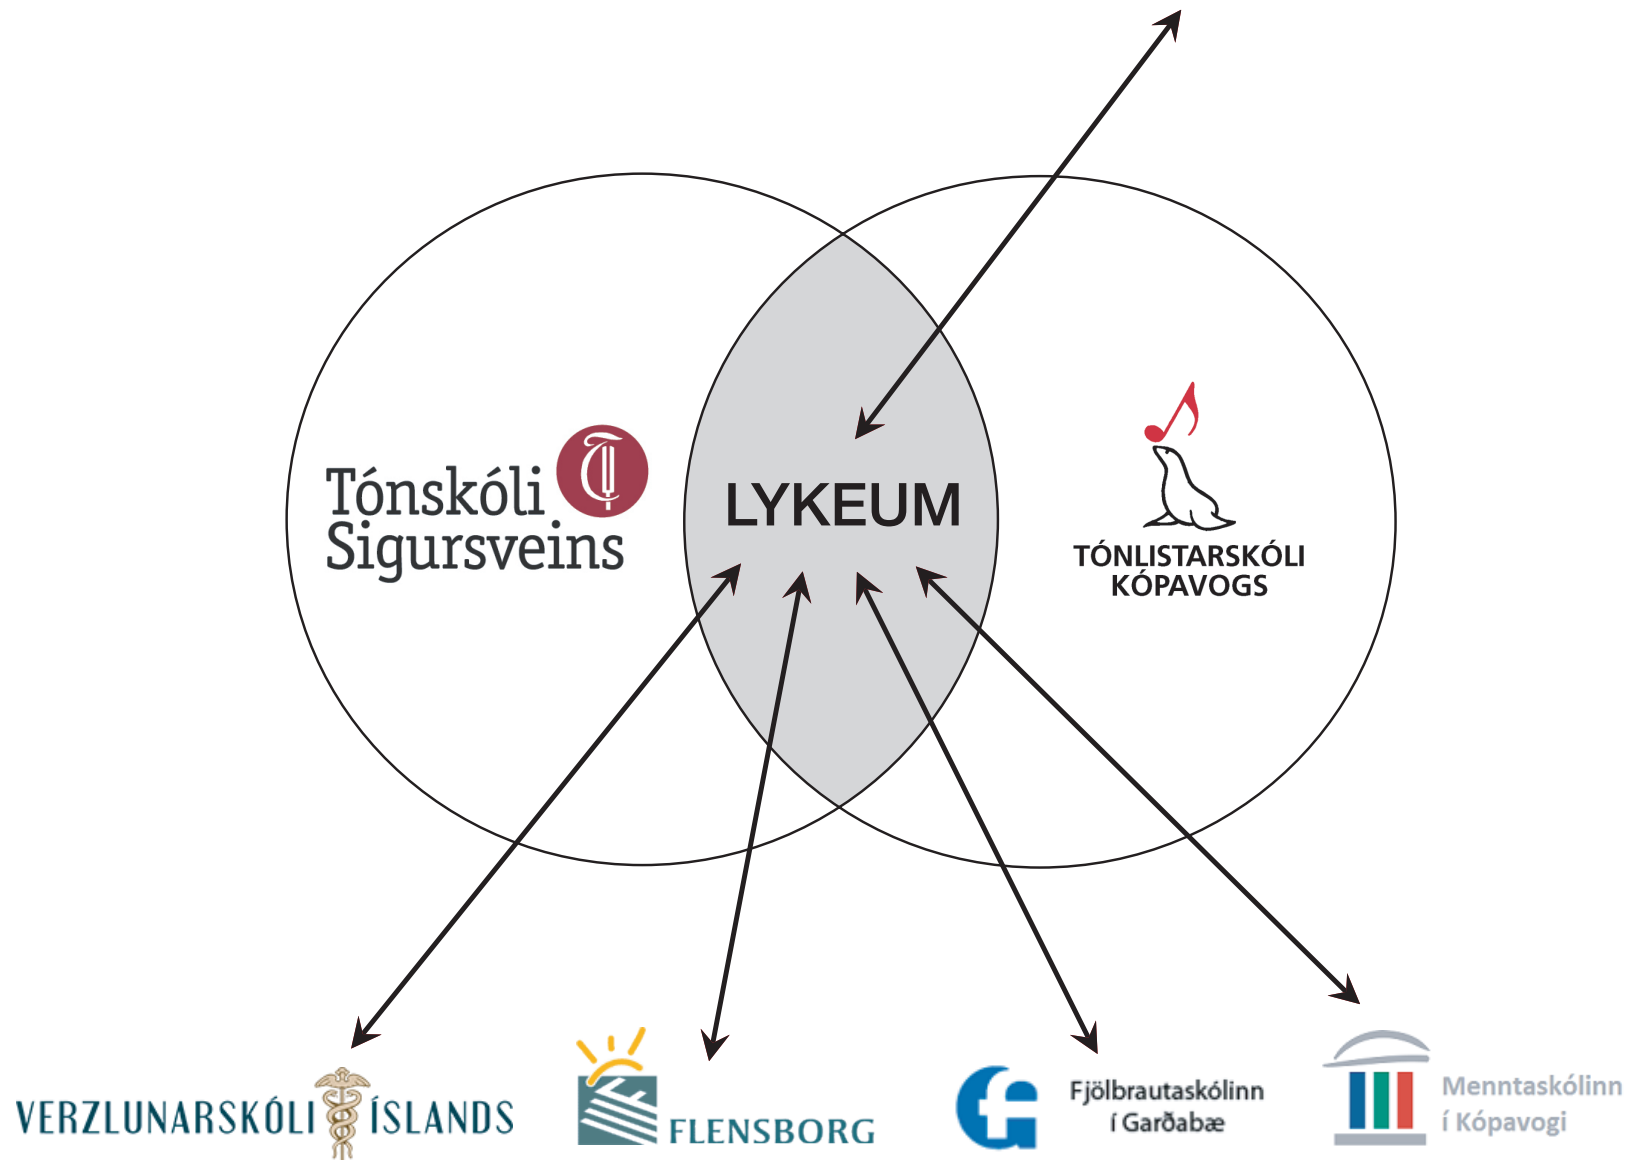 Tónskóli
Sigursveins
LYKEUM
TÓNLISTARSKÓLI
KÓPAVOGS
VERZLUNARSKÓLI ÍSLANDS
FLENSBORG
Fjölbrautaskólinn
í Garðabæ
Menntaskólinn
í Kópavogi